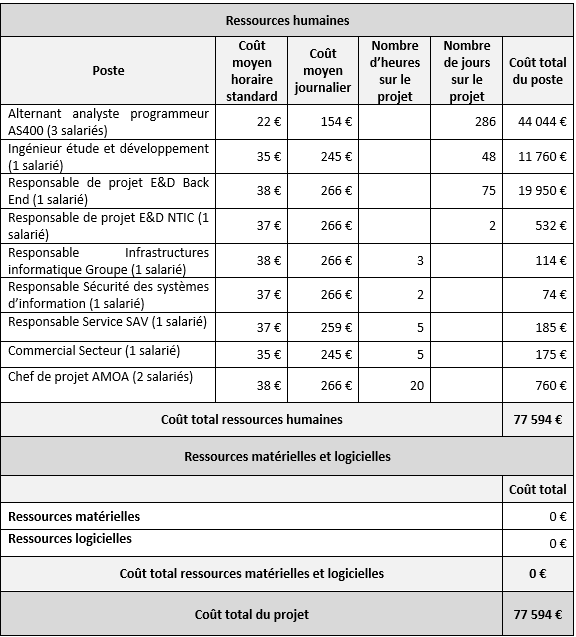 Ressources humaines
Poste
Coût moyen horaire standard
Coût moyen journalier
Nombre d'heures sur le projet
Nombre de jours sur le projet
Coût total du poste
Alternant analyste programmeur AS400 (3 salariés) 22 € 154 € 286 44 044 €
Ingénieur étude et développement (1 salarié) 35 € 245 € 48 11 760 €
Responsable de projet E&D Back End (1 salarié) 38 € 266 € 75 19 950 €
Responsable de projet E&D NTIC (1 salarié) 37 € 266 € 2 532 €
Responsable Infrastructures informatique Groupe (1 salarié) 38 € 266 € 3 114 €
Responsable Sécurité des systèmes d'information (1 salarié) 37 € 266 € 2 74 €
Responsable Service SAV (1 salarié) 37 € 259 € 5 185 €
Commercial Secteur (1 salarié) 35 € 245 € 5 175 €
Chef de projet AMOA (2 salariés) 38 € 266 € 20 760 €
Coût total ressources humaines 77 594 €
Ressources matérielles et logicielles
Coût total
Ressources matérielles 0 €
Ressources logicielles 0 €
Coût total ressources matérielles et logicielles 0 €
Coût total du projet 77 594 €